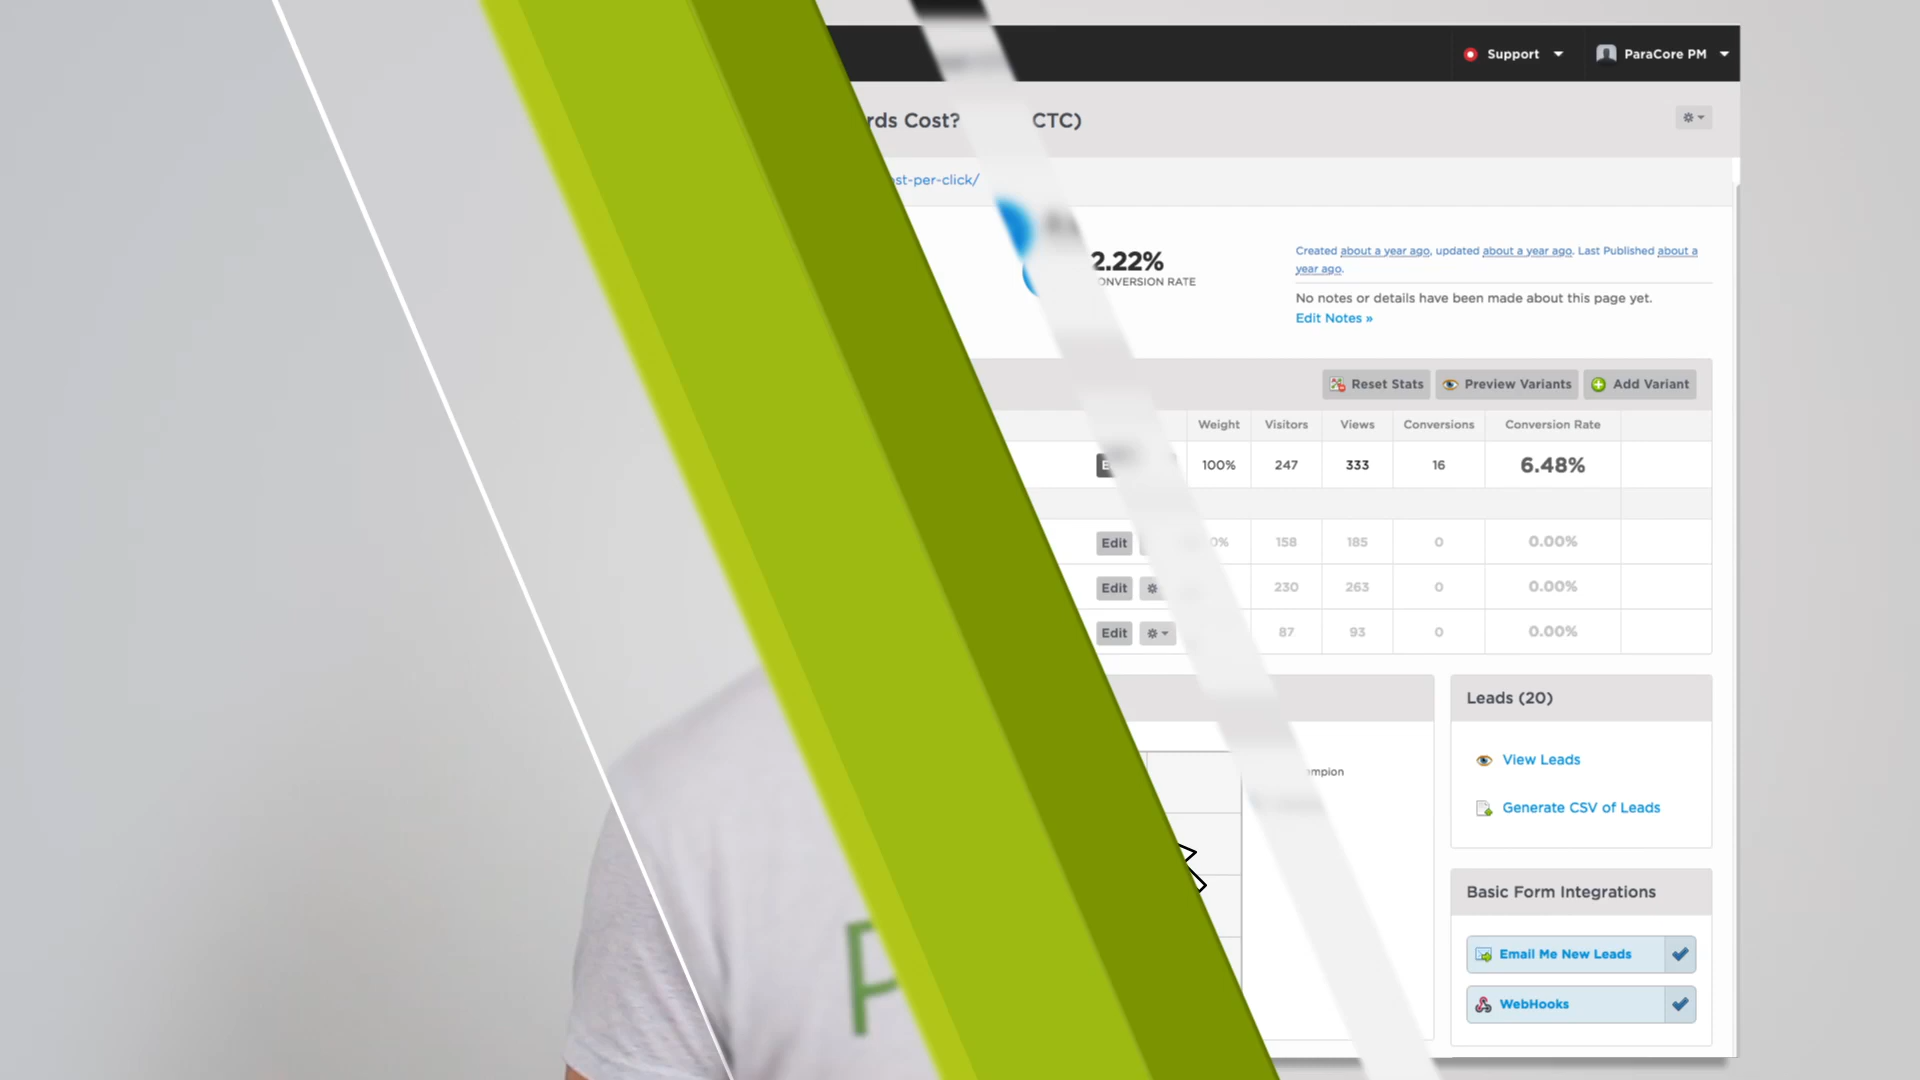 Support
ParaCore PM
rds Cost?
CTC)
st-per-click/
2.22%
ONVERSION RATE
Created about a year ago, updated about a year ago. Last Published about a
year ago.
No notes or details have been made about this page yet.
Edit Notes »
Reset Stats
Preview Variants
Add Variant
Weight Visitors Views Conversions Conversion Rate
100% 247 333 16 6.48%
Edit 0% 158 185 0 0.00%
Edit 230 263 0 0.00%
Edit 87 93 0 0.00%
Leads (20)
View Leads
mpion
Generate CSV of Leads
Basic Form Integrations
P
Email Me New Leads
WebHooks